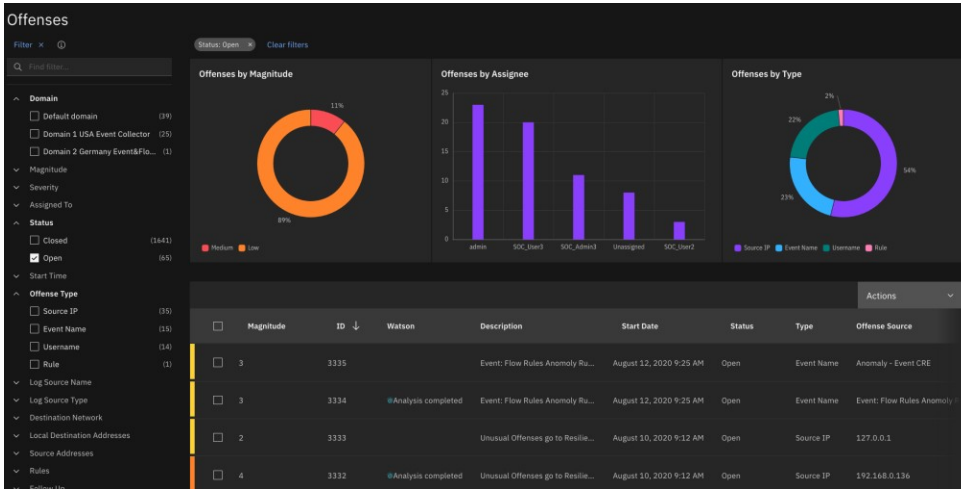 Offenses
Filter ×
Find filter...
Domain
Default domain (39)
Domain 1 USA Event Collector (25)
Domain 2 Germany Event&Flo... (1)
Magnitude
Severity
Assigned To
Status
Closed (1641)
Open (65)
Start Time
Offense Type
Source IP (35)
Event Name (15)
Username (14)
Rule (1)
Log Source Name
Log Source Type
Destination Network
Local Destination Addresses
Source Addresses
Rules
Follow Up
Status: Open × Clear filters
Offenses by Magnitude
11%
89%
Medium Low
Offenses by Assignee
25
20
15
10
5
0
admin SOC_User3 SOC_Admin3 Unassigned SOC_User2
Offenses by Type
2%
22%
54%
23%
Source IP Event Name Username Rule
Actions
Magnitude ID Watson Description Start Date Status Type Offense Source
3 3335 Event: Flow Rules Anomoly Ru... August 12, 2020 9:25 AM Open Event Name Anomaly - Event CRE
3 3334 Analysis completed Event: Flow Rules Anomoly Ru... August 12, 2020 9:25 AM Open Event Name Event: Flow Rules Anomoly
2 3333 Unusual Offenses go to Resilie... August 10, 2020 9:12 AM Open Source IP 127.0.0.1
4 3332 Analysis completed Unusual Offenses go to Resilie... August 10, 2020 9:12 AM Open Source IP 192.168.0.136